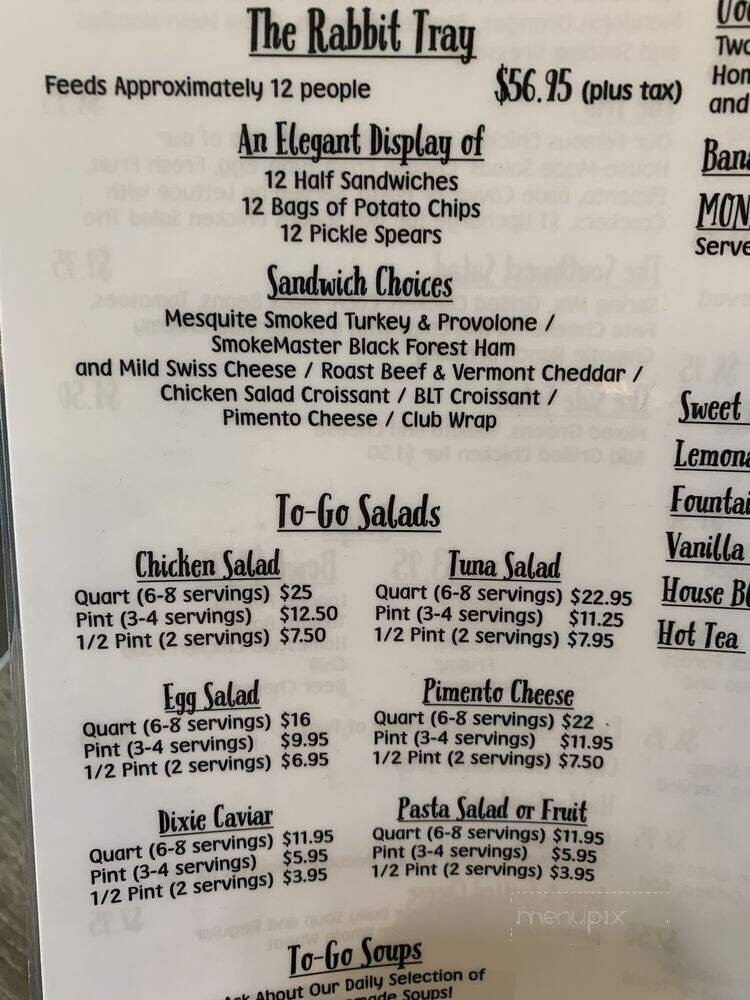 The Rabbit Tray
Feeds Approximately 12 people $56.95 (plus tax)
An Elegant Display of
12 Half Sandwiches
12 Bags of Potato Chips
12 Pickle Spears
Sandwich Choices
Mesquite Smoked Turkey & Provolone /
SmokeMaster Black Forest Ham
and Mild Swiss Cheese / Roast Beef & Vermont Cheddar /
Chicken Salad Croissant / BLT Croissant /
Pimento Cheese / Club Wrap
To-Go Salads
Chicken Salad
Quart (6-8 servings) $25
Pint (3-4 servings) $12.50
1/2 Pint (2 servings) $7.50
Tuna Salad
Quart (6-8 servings) $22.95
Pint (3-4 servings) $11.25
1/2 Pint (2 servings) $7.95
Egg Salad
Quart (6-8 servings) $16
Pint (3-4 servings) $9.95
1/2 Pint (2 servings) $6.95
Pimento Cheese
Quart (6-8 servings) $22
Pint (3-4 servings) $11.95
1/2 Pint (2 servings) $7.50
Dixie Caviar
Quart (6-8 servings) $11.95
Pint (3-4 servings) $5.95
1/2 Pint (2 servings) $3.95
Pasta Salad or Fruit
Quart (6-8 servings) $11.95
Pint (3-4 servings) $5.95
1/2 Pint (2 servings) $3.95
To-Go Soups
Ask About Our Daily Selection of
Soups!
and
Sweet
Vanilla
House
Hot Tea
menupix